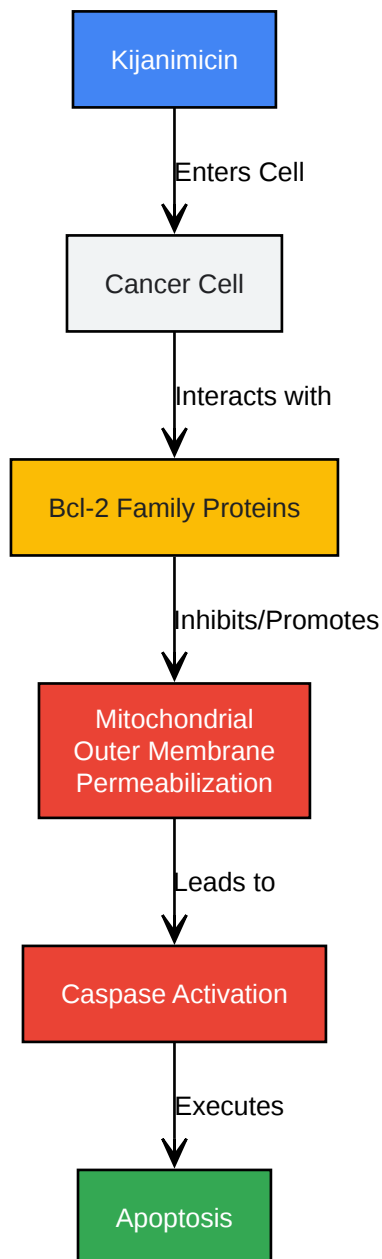 Kijanimicin
Enters Cell
Cancer Cell
Interacts with
Bcl-2 Family Proteins
Inhibits/Promotes
Mitochondrial
Outer Membrane
Permeabilization
Leads to
Caspase Activation
Executes
Apoptosis